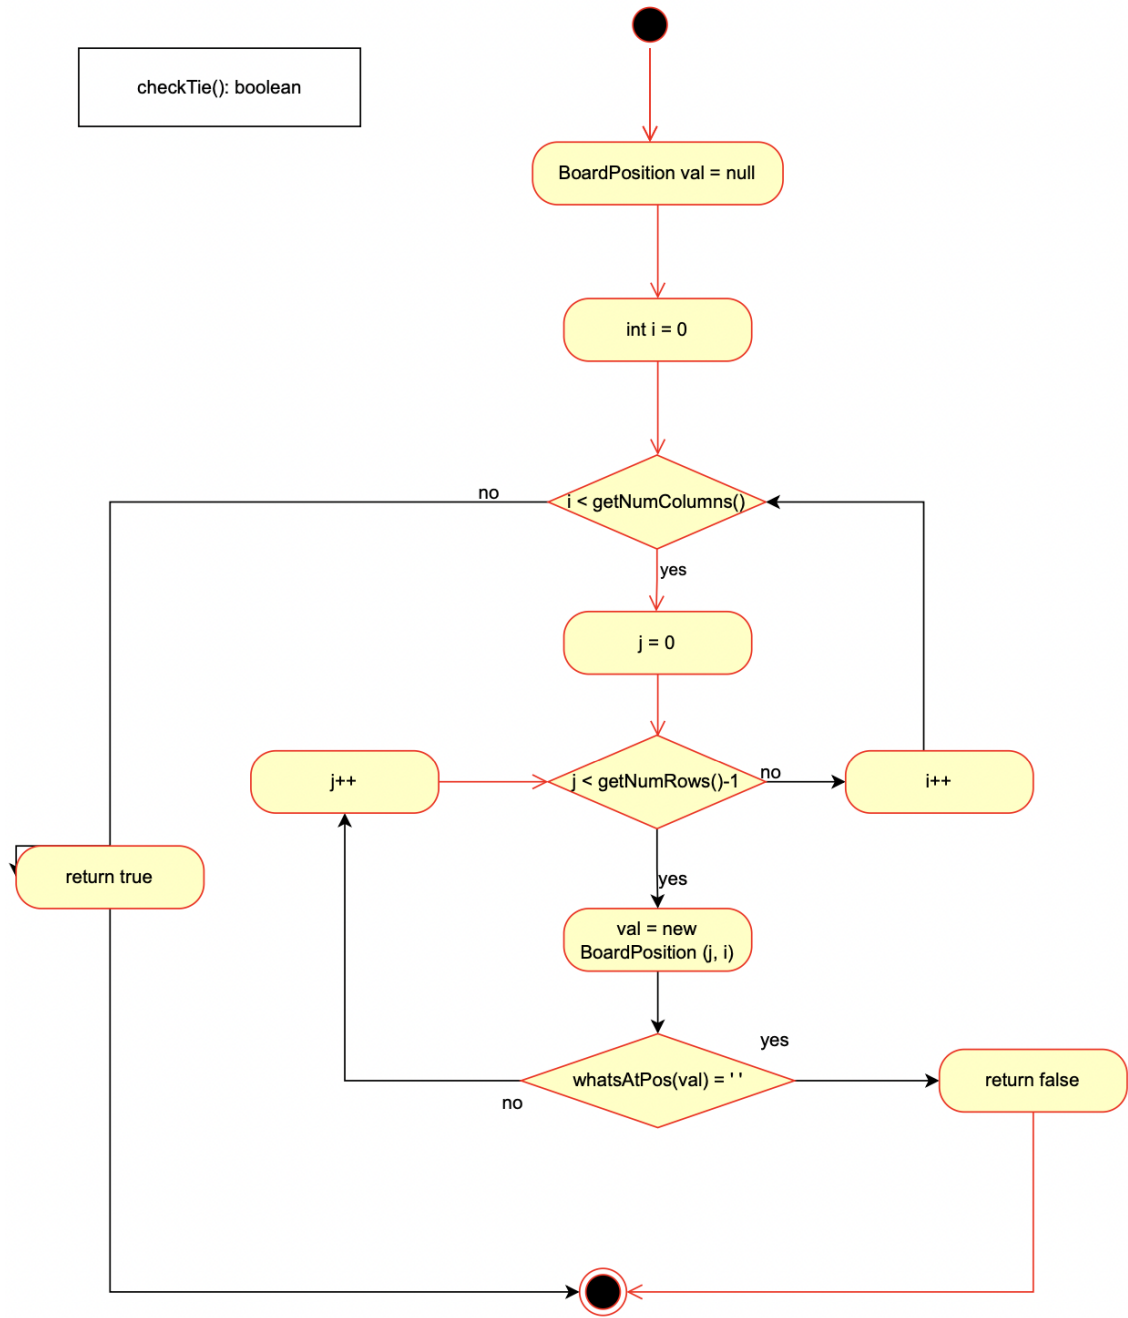 checkTie(): boolean
BoardPosition val = null
int i = 0
no
i < getNumColumns()
yes
j = 0
j++
j < getNumRows()-1
no
i++
return true
yes
val = new
BoardPosition (j, i)
yes
whatsAtPos(val) = ' '
return false
no